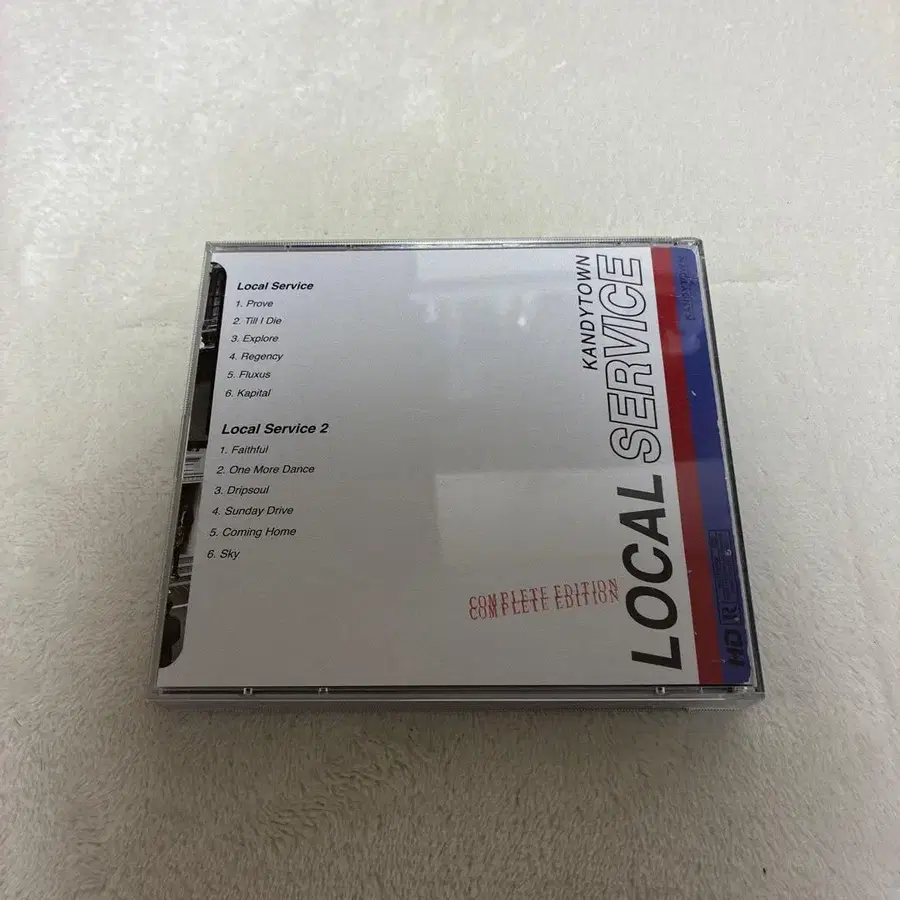 Local Service
1. Prove
2. Till I Die
3. Explore
4. Regency
5. Fluxus
6. Kapital
Local Service 2
1. Faithful
2. One More Dance
3. Dripsoul
4. Sunday Drive
5. Coming Home
6. Sky
COMPLETE EDITION
COMPLETE EDITION
KANDYTOWN
LOCAL SERVICE
KANDYTOWN
HD R